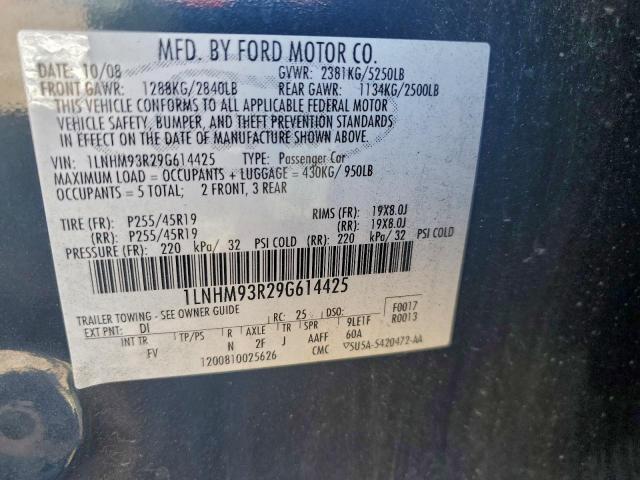 MFD. BY FORD MOTOR CO.
DATE: 10/08 GVWR: 2381KG/5250LB
FRONT GAWR: 1288KG/2840LB REAR GAWR: 1134KG/2500LB
THIS VEHICLE CONFORMS TO ALL APPLICABLE FEDERAL MOTOR
VEHICLE SAFETY, BUMPER, AND THEFT PREVENTION STANDARDS
IN EFFECT ON THE DATE OF MANUFACTURE SHOWN ABOVE.
VIN: 1LNHM93R29G614425 TYPE: Passenger Car
MAXIMUM LOAD = OCCUPANTS + LUGGAGE = 430KG/950LB
OCCUPANTS = 5 TOTAL; 2 FRONT, 3 REAR
TIRE (FR): P255/45R19 RIMS (FR): 19X8.0J
(RR): P255/45R19 (RR): 19X8.0J
PRESSURE (FR): 220 kPa/ 32 PSI COLD (RR): 220 kPa/ 32 PSI COLD
1LNHM93R29G614425
TRAILER TOWING - SEE OWNER GUIDE
EXT PNT: DI RC: 25 DSO: F0017
R0013
INT TR TP/PS R AXLE TR SPR 9LE1F
FV N 2F J AAFF 60A
1200810025626 CMC 5U5A-5420472-AA